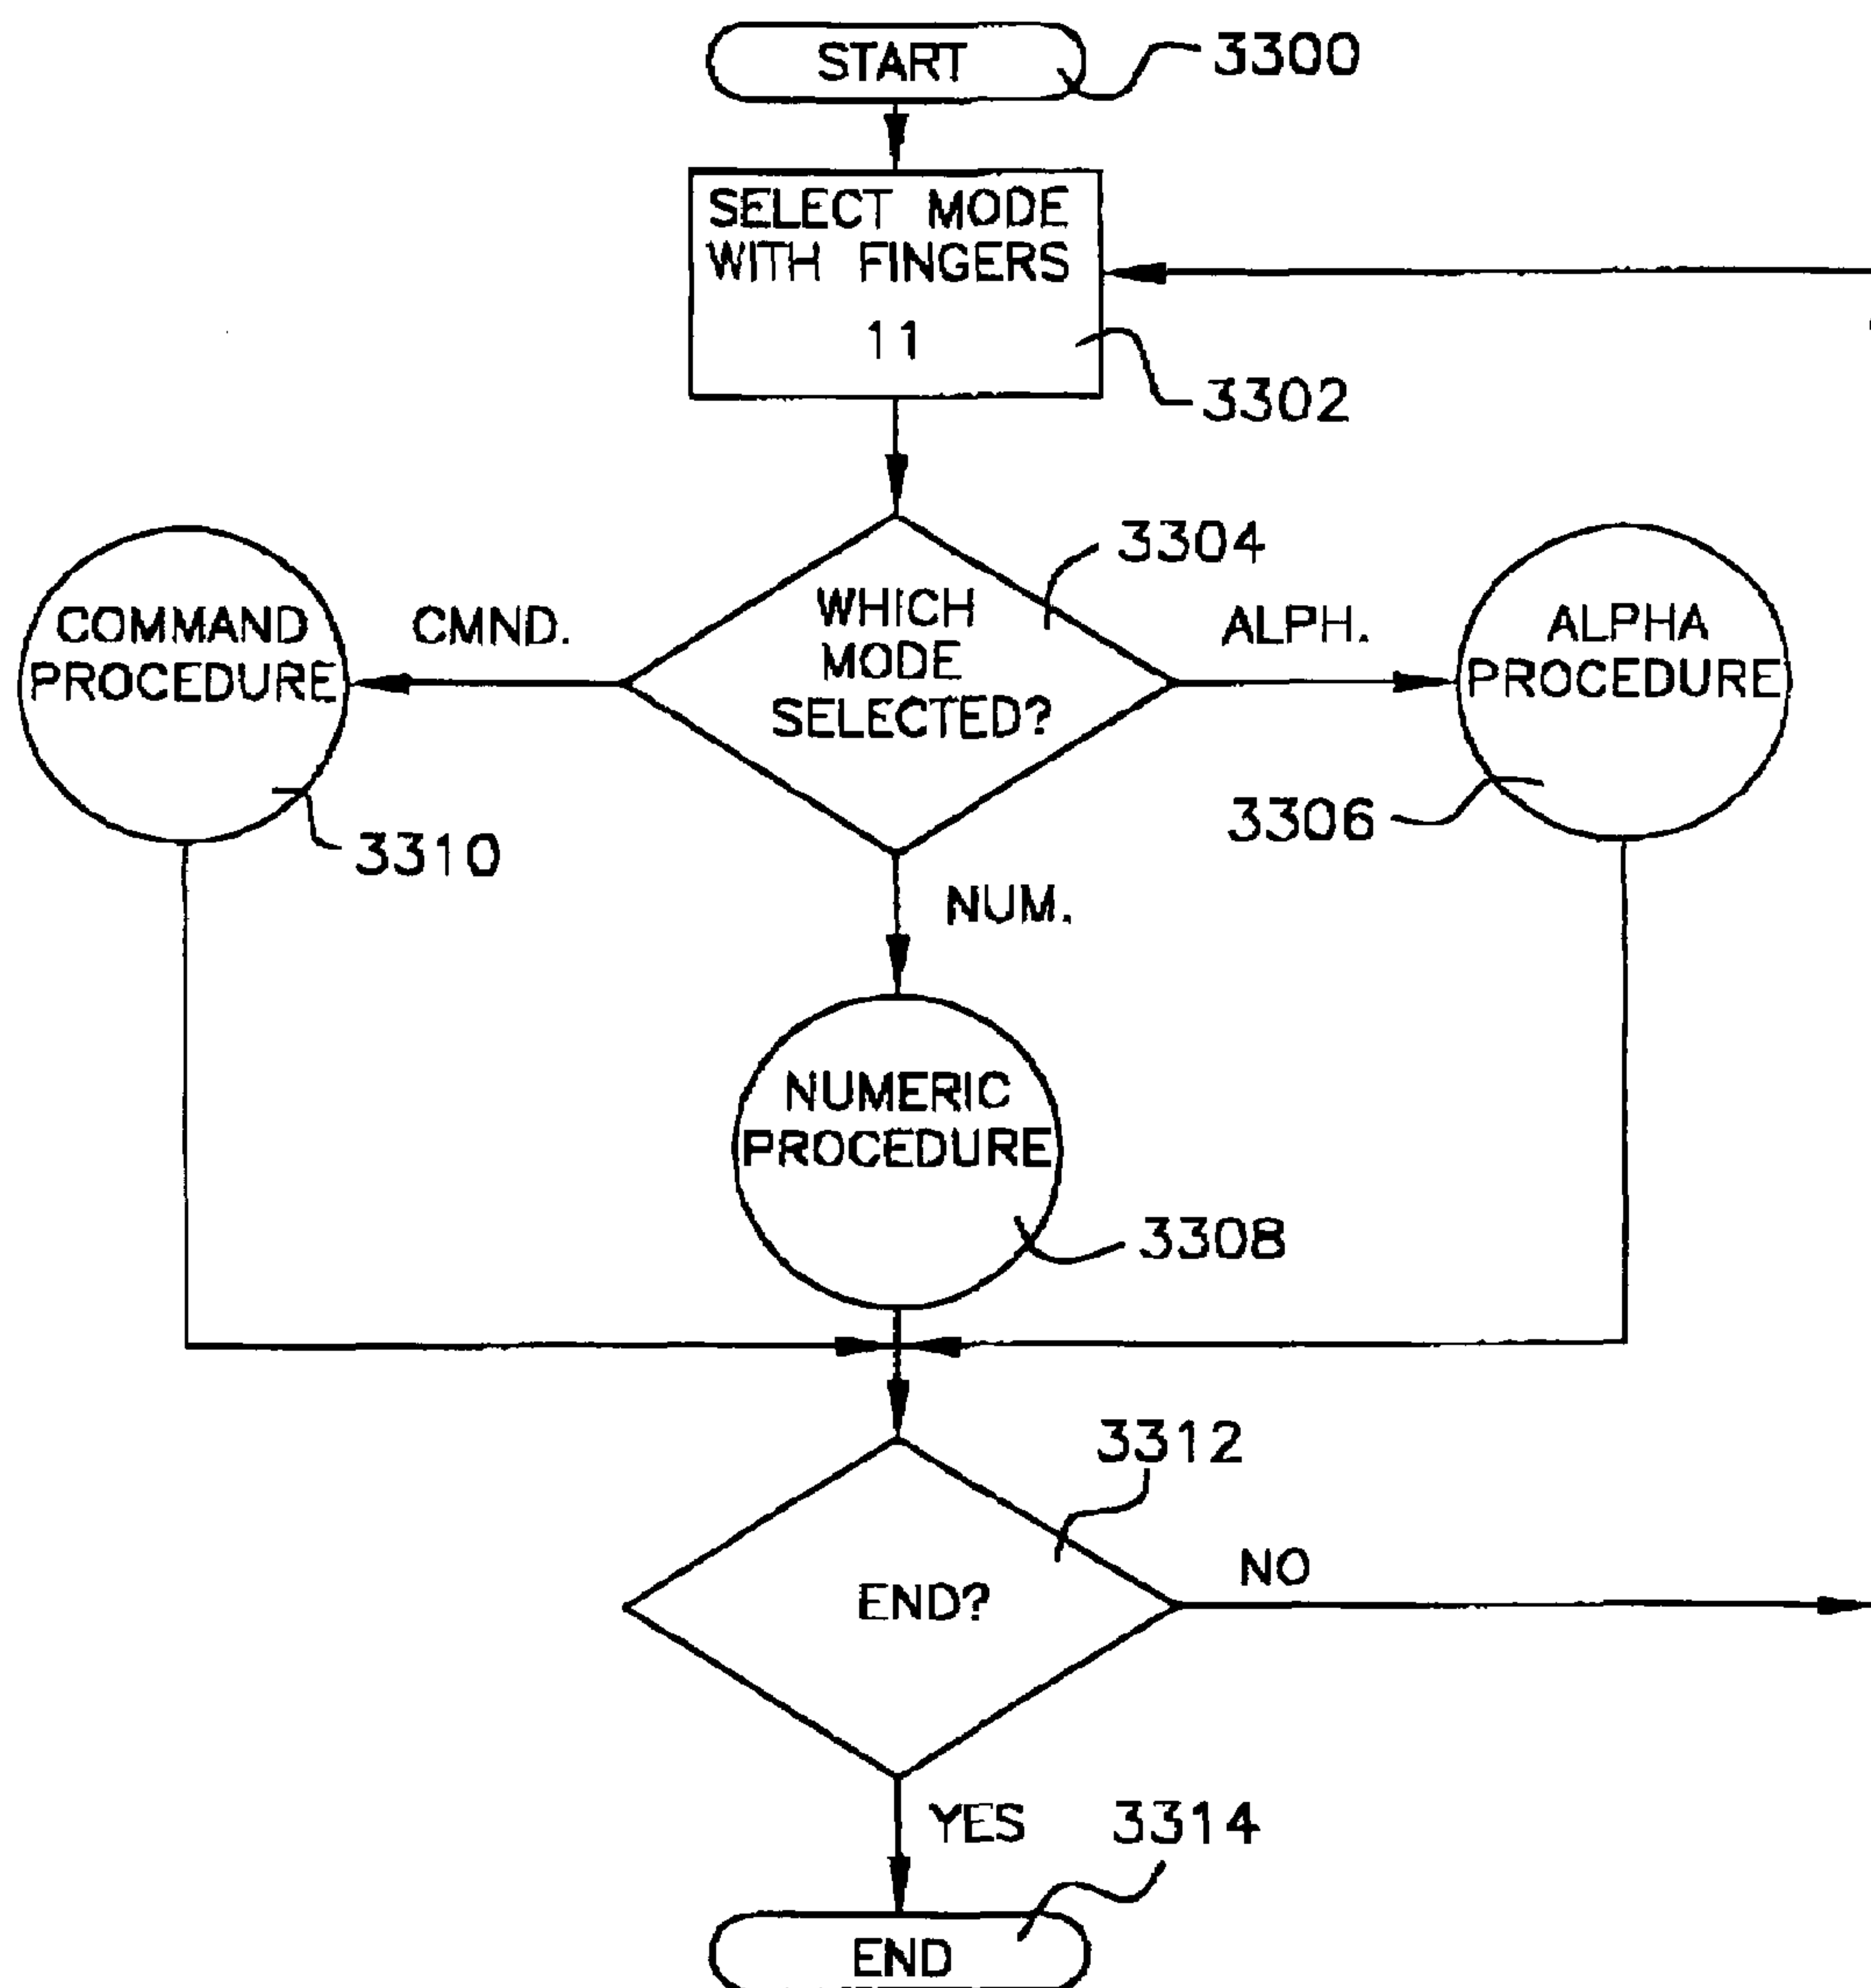 START
3300
SELECT MODE
WITH FINGERS
11
3302
3304
WHICH
MODE
SELECTED?
CMND.
COMMAND
PROCEDURE
3310
ALPH.
ALPHA
PROCEDURE
3306
NUM.
NUMERIC
PROCEDURE
3308
3312
END?
NO
YES
3314
END